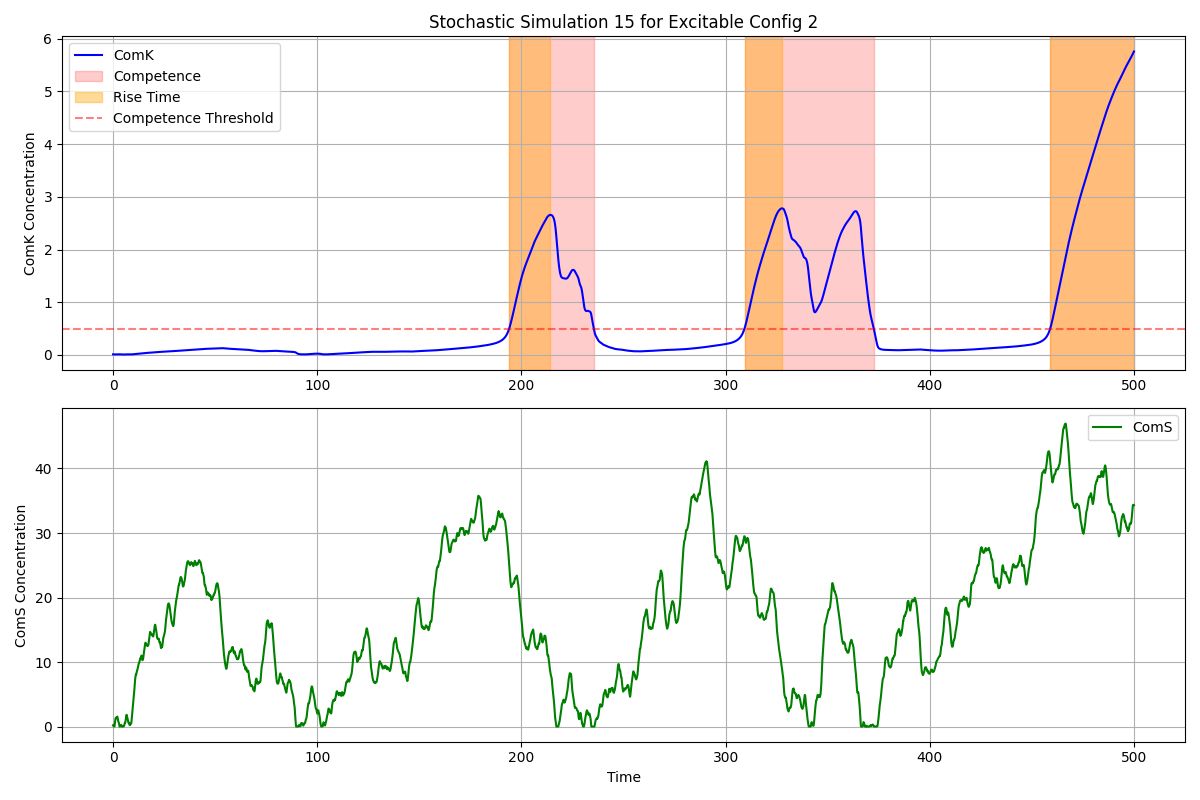 Stochastic Simulation 15 for Excitable Config 2
ComK Concentration
6
5
4
3
2
1
0
ComK
Competence
Rise Time
Competence Threshold
0 100 200 300 400 500
ComS Concentration
40
30
20
10
0
ComS
0 100 200 300 400 500
Time